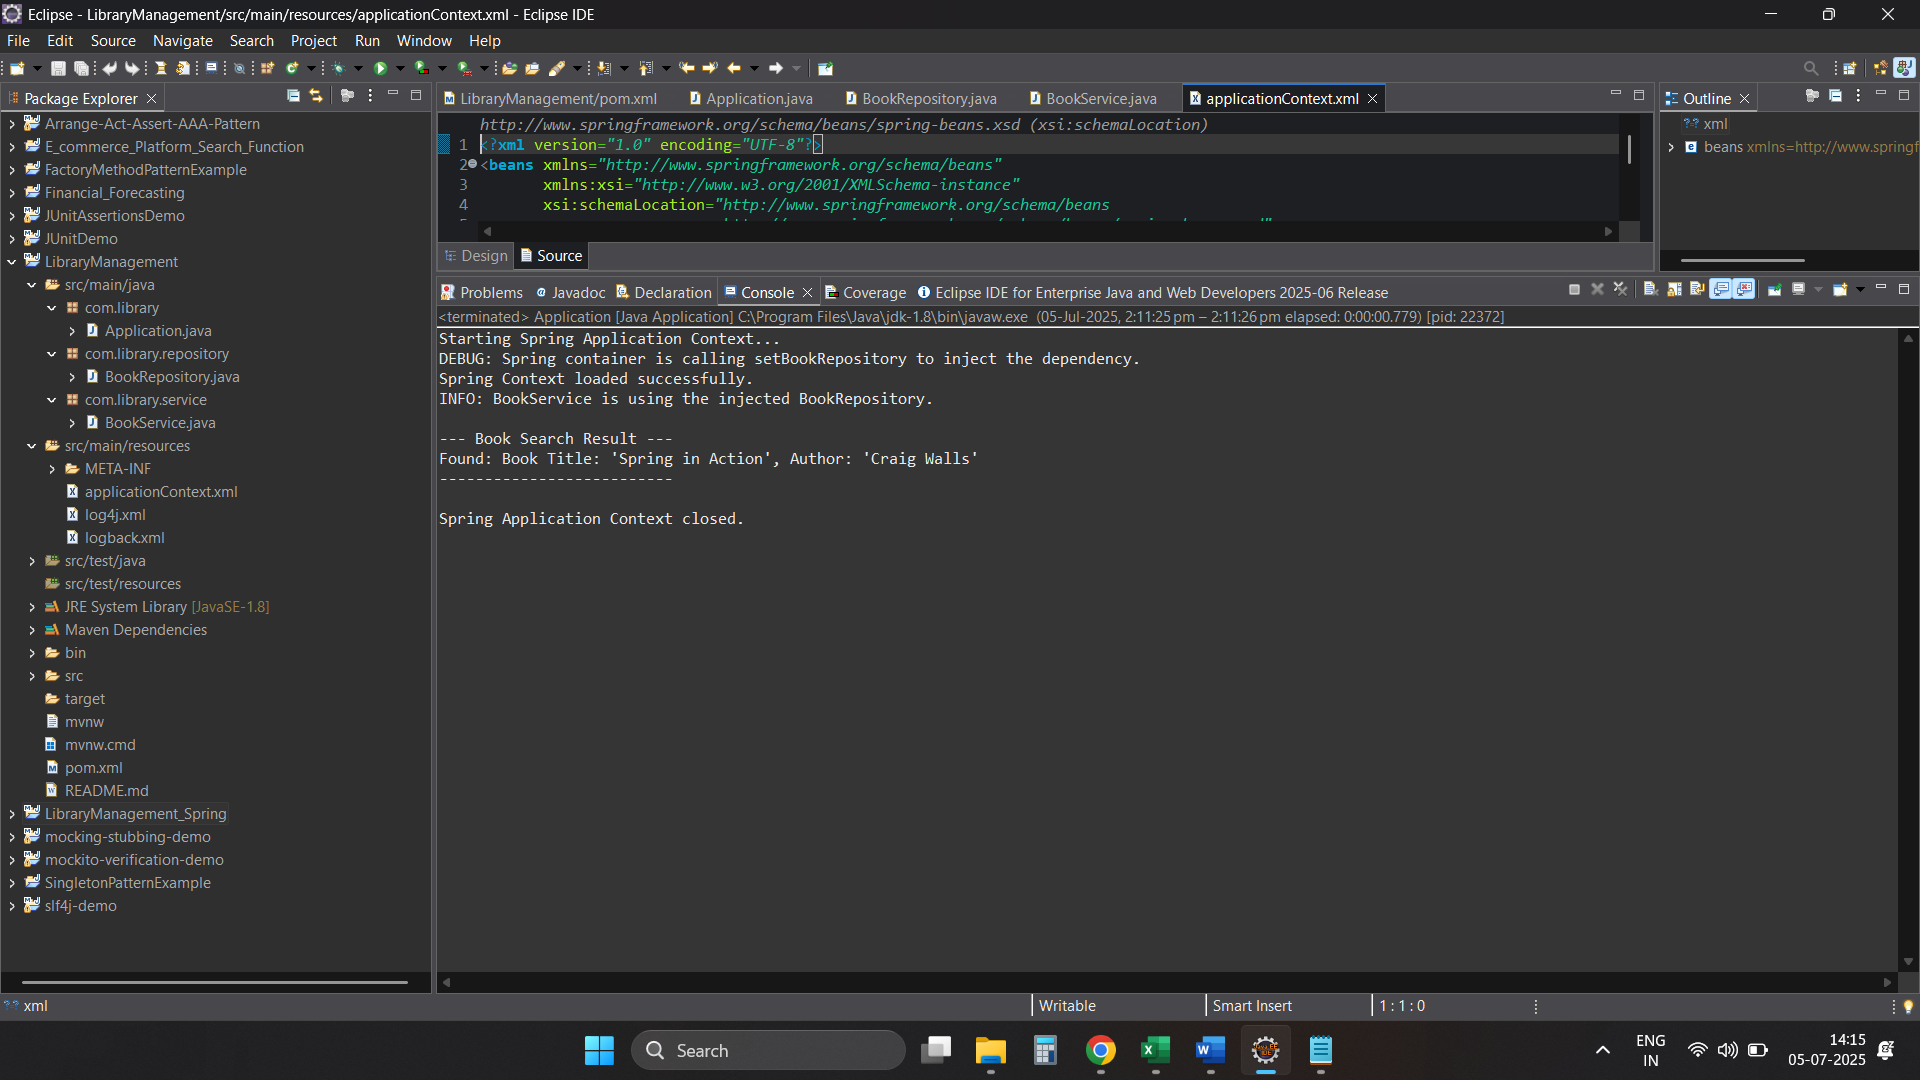 Eclipse - LibraryManagement/src/main/resources/applicationContext.xml - Eclipse IDE
File Edit Source Navigate Search Project Run Window Help
Package Explorer
Arrange-Act-Assert-AAA-Pattern
E_commerce_Platform_Search_Function
FactoryMethodPatternExample
Financial_Forecasting
JUnitAssertionsDemo
JUnitDemo
LibraryManagement
src/main/java
com.library
Application.java
com.library.repository
BookRepository.java
com.library.service
BookService.java
src/main/resources
META-INF
applicationContext.xml
log4j.xml
logback.xml
src/test/java
src/test/resources
JRE System Library [JavaSE-1.8]
Maven Dependencies
bin
src
target
mvnw
mvnw.cmd
pom.xml
README.md
LibraryManagement_Spring
mocking-stubbing-demo
mockito-verification-demo
SingletonPatternExample
slf4j-demo
LibraryManagement/pom.xml Application.java BookRepository.java BookService.java applicationContext.xml
http://www.springframework.org/schema/beans/spring-beans.xsd (xsi:schemaLocation)
1 <?xml version="1.0" encoding="UTF-8"?>
2 <beans xmlns="http://www.springframework.org/schema/beans"
3 xmlns:xsi="http://www.w3.org/2001/XMLSchema-instance"
4 xsi:schemaLocation="http://www.springframework.org/schema/beans
Design Source
Outline
xml
beans xmlns=http://www.springf
Problems Javadoc Declaration Console Coverage Eclipse IDE for Enterprise Java and Web Developers 2025-06 Release
<terminated> Application [Java Application] C:\Program Files\Java\jdk-1.8\bin\javaw.exe (05-Jul-2025, 2:11:25 pm – 2:11:26 pm elapsed: 0:00:00.779) [pid: 22372]
Starting Spring Application Context...
DEBUG: Spring container is calling setBookRepository to inject the dependency.
Spring Context loaded successfully.
INFO: BookService is using the injected BookRepository.
--- Book Search Result ---
Found: Book Title: 'Spring in Action', Author: 'Craig Walls'
--------------------------
Spring Application Context closed.
xml
Writable
Smart Insert
1 : 1 : 0
Search
ENG
IN
14:15
05-07-2025